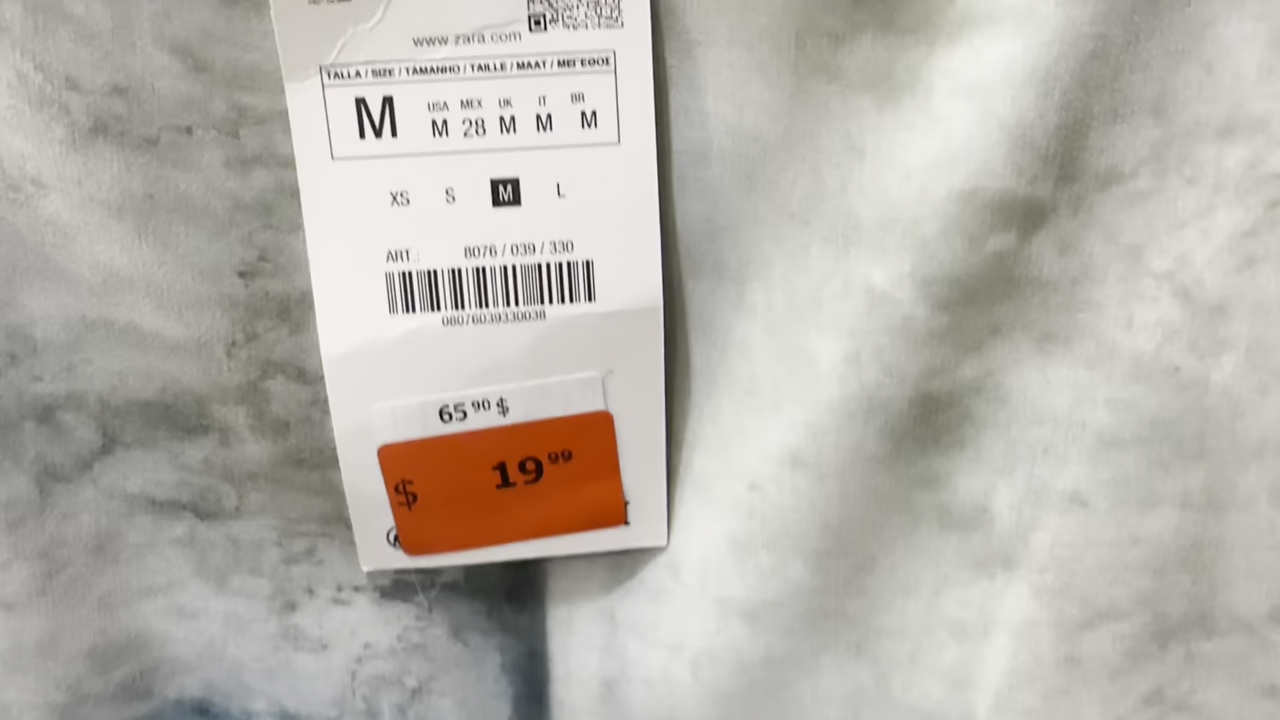 www.zara.com
TALLA / SIZE / TAMANHO / TAILLE / MAAT / ΜΕΓΕΘΟΣ
M
USA MEX UK IT BR
M 28 M M M
XS S M L
ART.: 8076 / 039 / 330
08076039330038
65 90 $
$ 19 99